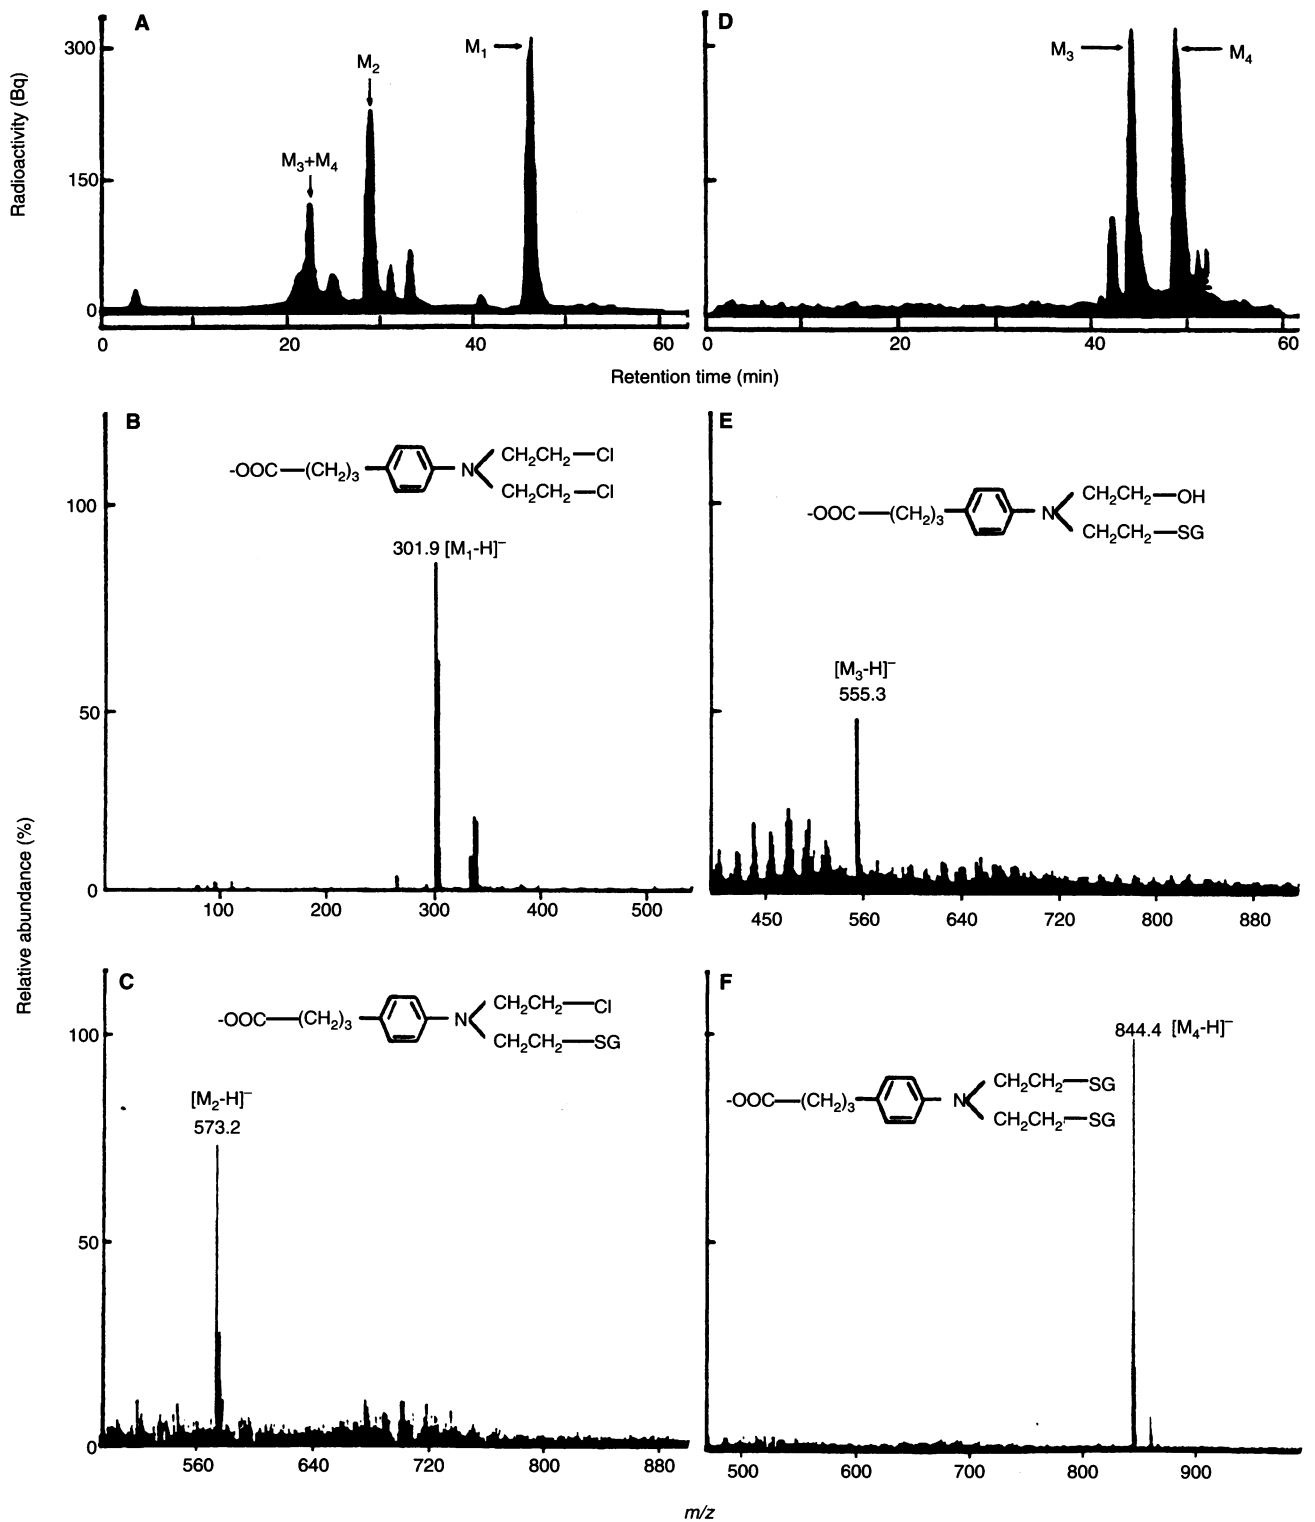 A
Radioactivity (Bq)
300
150
0
M₃+M₄
M₂
M₁
0 20 40 60
D
M₃
M₄
0 20 40 60
Retention time (min)
B
Relative abundance (%)
100
50
0
-OOC—(CH₂)₃
N
CH₂CH₂—Cl
CH₂CH₂—Cl
301.9 [M₁-H]⁻
100 200 300 400 500
E
-OOC—(CH₂)₃
N
CH₂CH₂—OH
CH₂CH₂—SG
[M₃-H]⁻
555.3
450 560 640 720 800 880
C
100
50
0
-OOC—(CH₂)₃
N
CH₂CH₂—Cl
CH₂CH₂—SG
[M₂-H]⁻
573.2
560 640 720 800 880
F
844.4 [M₄-H]⁻
-OOC—(CH₂)₃
N
CH₂CH₂—SG
CH₂CH₂—SG
500 600 700 800 900
m/z